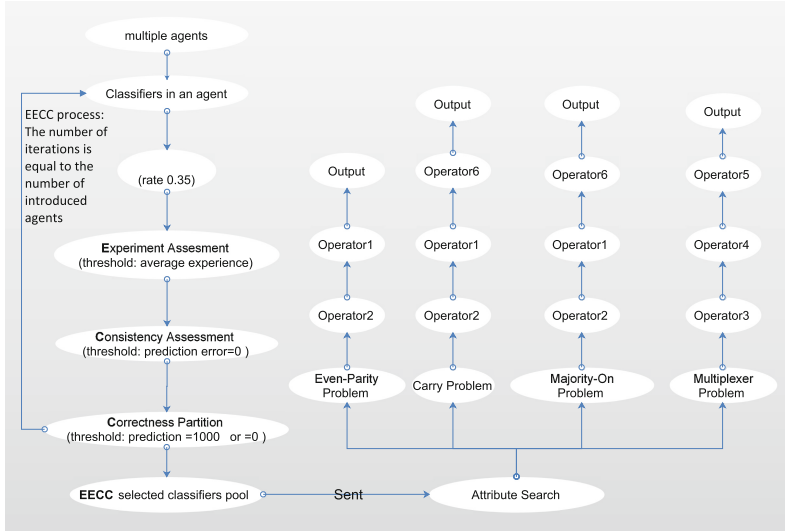 multiple agents
Classifiers in an agent
EECC process:
The number of
iterations is
equal to the
number of
introduced
agents
(rate 0.35)
Experiment Assesment
(threshold: average experience)
Consistency Assessment
(threshold: prediction error=0 )
Correctness Partition
(threshold: prediction =1000 or =0 )
EECC selected classifiers pool
Sent
Attribute Search
Output
Operator1
Operator2
Even-Parity
Problem
Output
Operator6
Operator1
Operator2
Carry Problem
Output
Operator6
Operator1
Operator2
Majority-On
Problem
Output
Operator5
Operator4
Operator3
Multiplexer
Problem